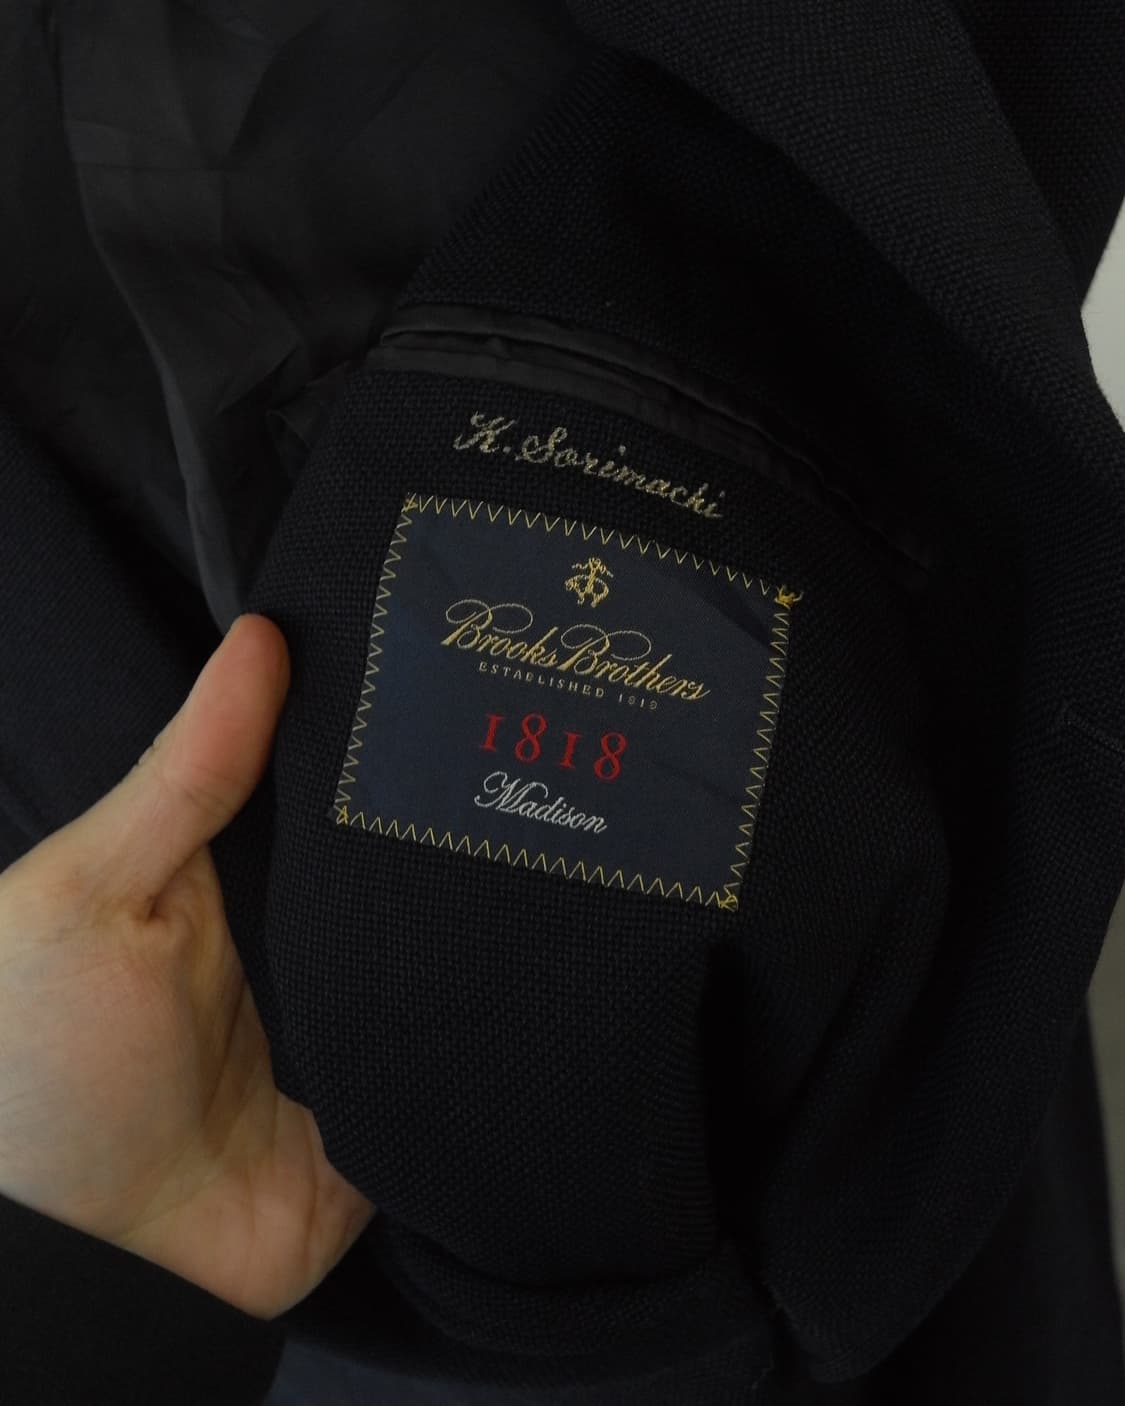 K. Sorimachi
Brooks Brothers
ESTABLISHED 1818
1818
Madison